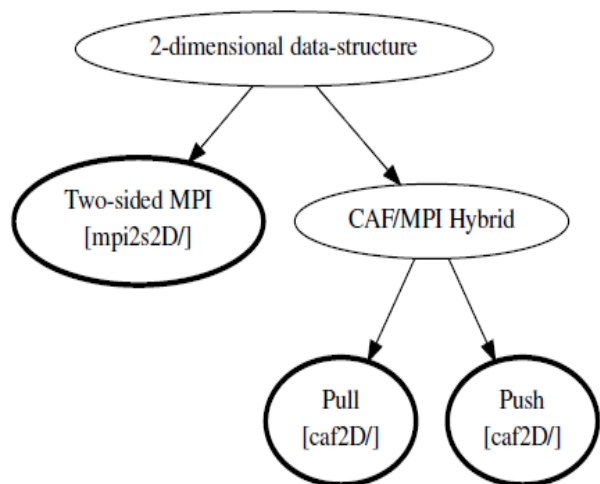 2-dimensional data-structure
Two-sided MPI
[mpi2s2D/]
CAF/MPI Hybrid
Pull
[caf2D/]
Push
[caf2D/]